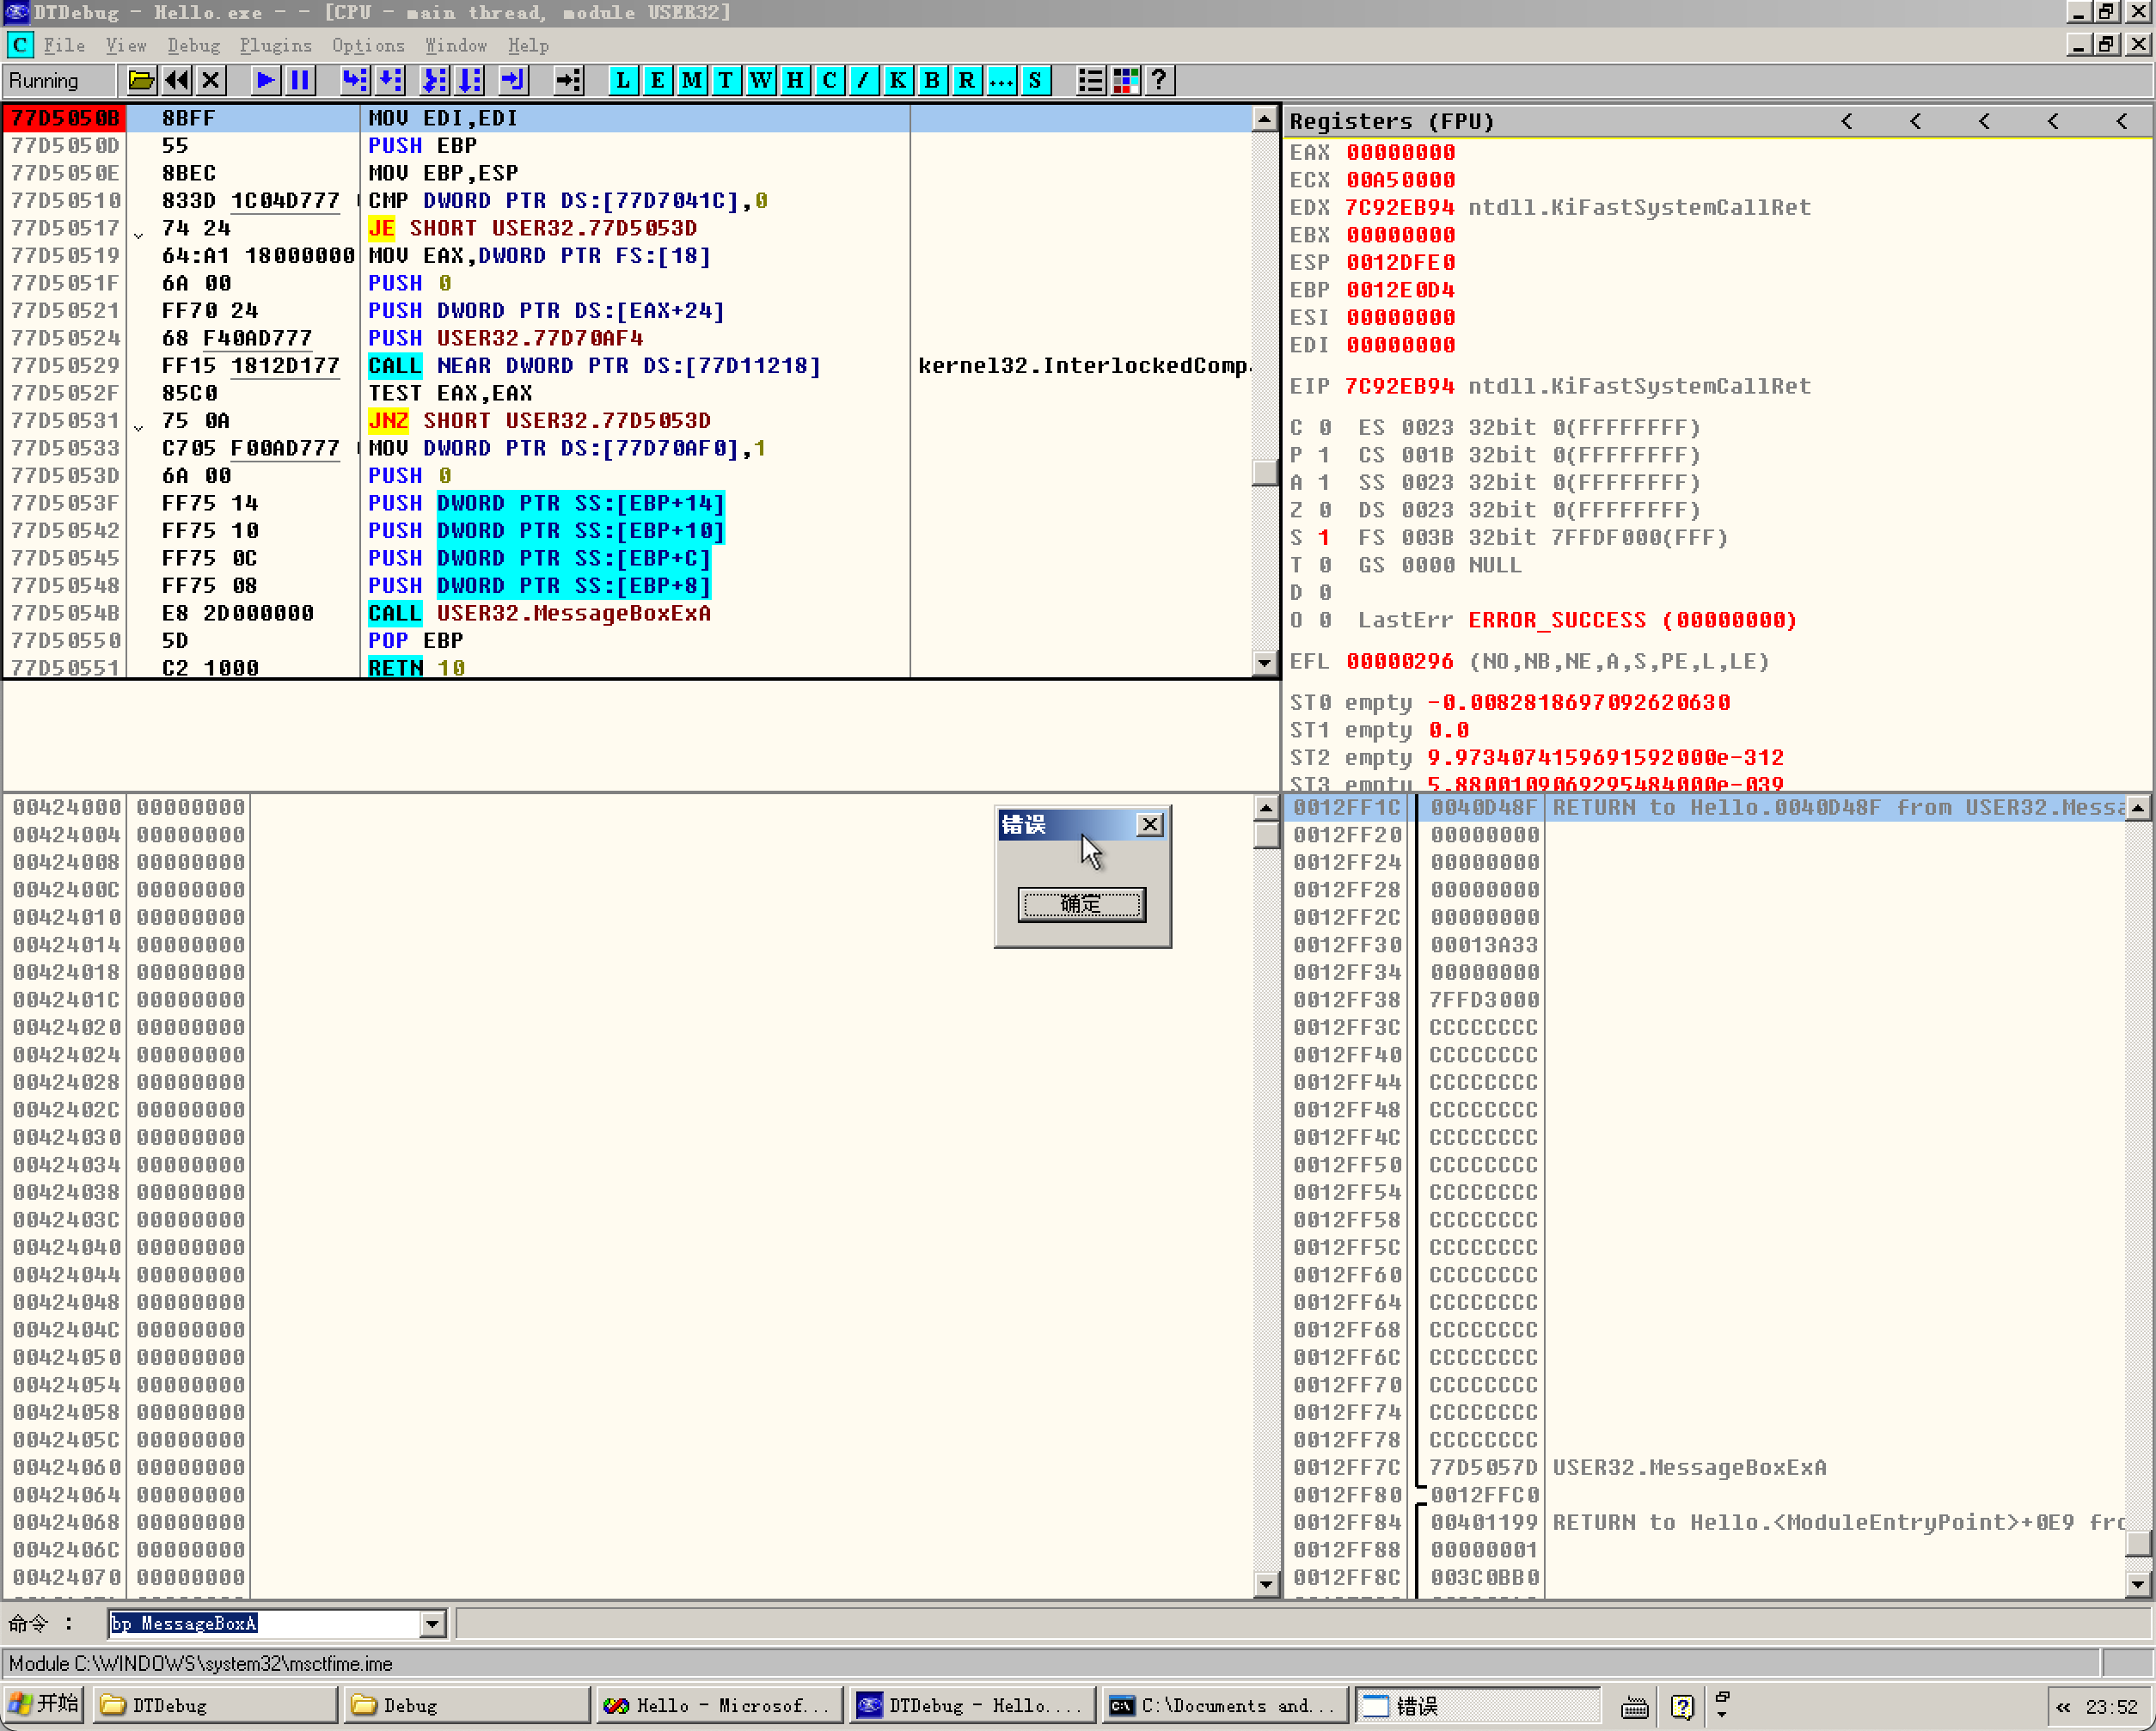 DTDebug - Hello.exe - - [CPU - main thread, module USER32]
C File View Debug Plugins Options Window Help
Running L E M T W H C / K B R ... S ?
77D5050B 8BFF MOV EDI,EDI
77D5050D 55 PUSH EBP
77D5050E 8BEC MOV EBP,ESP
77D50510 833D 1C04D777 CMP DWORD PTR DS:[77D7041C],0
77D50517 74 24 JE SHORT USER32.77D5053D
77D50519 64:A1 18000000 MOV EAX,DWORD PTR FS:[18]
77D5051F 6A 00 PUSH 0
77D50521 FF70 24 PUSH DWORD PTR DS:[EAX+24]
77D50524 68 F40AD777 PUSH USER32.77D70AF4
77D50529 FF15 1812D177 CALL NEAR DWORD PTR DS:[77D11218] kernel32.InterlockedComp
77D5052F 85C0 TEST EAX,EAX
77D50531 75 0A JNZ SHORT USER32.77D5053D
77D50533 C705 F00AD777 MOV DWORD PTR DS:[77D70AF0],1
77D5053D 6A 00 PUSH 0
77D5053F FF75 14 PUSH DWORD PTR SS:[EBP+14]
77D50542 FF75 10 PUSH DWORD PTR SS:[EBP+10]
77D50545 FF75 0C PUSH DWORD PTR SS:[EBP+C]
77D50548 FF75 08 PUSH DWORD PTR SS:[EBP+8]
77D5054B E8 2D000000 CALL USER32.MessageBoxExA
77D50550 5D POP EBP
77D50551 C2 1000 RETN 10
Registers (FPU) < < < < <
EAX 00000000
ECX 00A50000
EDX 7C92EB94 ntdll.KiFastSystemCallRet
EBX 00000000
ESP 0012DFE0
EBP 0012E0D4
ESI 00000000
EDI 00000000
EIP 7C92EB94 ntdll.KiFastSystemCallRet
C 0 ES 0023 32bit 0(FFFFFFFF)
P 1 CS 001B 32bit 0(FFFFFFFF)
A 1 SS 0023 32bit 0(FFFFFFFF)
Z 0 DS 0023 32bit 0(FFFFFFFF)
S 1 FS 003B 32bit 7FFDF000(FFF)
T 0 GS 0000 NULL
D 0
O 0 LastErr ERROR_SUCCESS (00000000)
EFL 00000296 (NO,NB,NE,A,S,PE,L,LE)
ST0 empty -0.0082818697092620630
ST1 empty 0.0
ST2 empty 9.9734074159691592000e-312
ST3 empty 5.8800109069295484000e-039
00424000 00000000
00424004 00000000
00424008 00000000
0042400C 00000000
00424010 00000000
00424014 00000000
00424018 00000000
0042401C 00000000
00424020 00000000
00424024 00000000
00424028 00000000
0042402C 00000000
00424030 00000000
00424034 00000000
00424038 00000000
0042403C 00000000
00424040 00000000
00424044 00000000
00424048 00000000
0042404C 00000000
00424050 00000000
00424054 00000000
00424058 00000000
0042405C 00000000
00424060 00000000
00424064 00000000
00424068 00000000
0042406C 00000000
00424070 00000000
错误
确定
0012FF1C 0040D48F RETURN to Hello.0040D48F from USER32.Messa
0012FF20 00000000
0012FF24 00000000
0012FF28 00000000
0012FF2C 00000000
0012FF30 00013A33
0012FF34 00000000
0012FF38 7FFD3000
0012FF3C CCCCCCCC
0012FF40 CCCCCCCC
0012FF44 CCCCCCCC
0012FF48 CCCCCCCC
0012FF4C CCCCCCCC
0012FF50 CCCCCCCC
0012FF54 CCCCCCCC
0012FF58 CCCCCCCC
0012FF5C CCCCCCCC
0012FF60 CCCCCCCC
0012FF64 CCCCCCCC
0012FF68 CCCCCCCC
0012FF6C CCCCCCCC
0012FF70 CCCCCCCC
0012FF74 CCCCCCCC
0012FF78 CCCCCCCC
0012FF7C 77D5057D USER32.MessageBoxExA
0012FF80 0012FFC0
0012FF84 00401199 RETURN to Hello.<ModuleEntryPoint>+0E9 fro
0012FF88 00000001
0012FF8C 003C0BB0
命令 : bp MessageBoxA
Module C:\WINDOWS\system32\msctfime.ime
开始 DTDebug Debug Hello - Microsof... DTDebug - Hello.... C:\Documents and... 错误 « 23:52